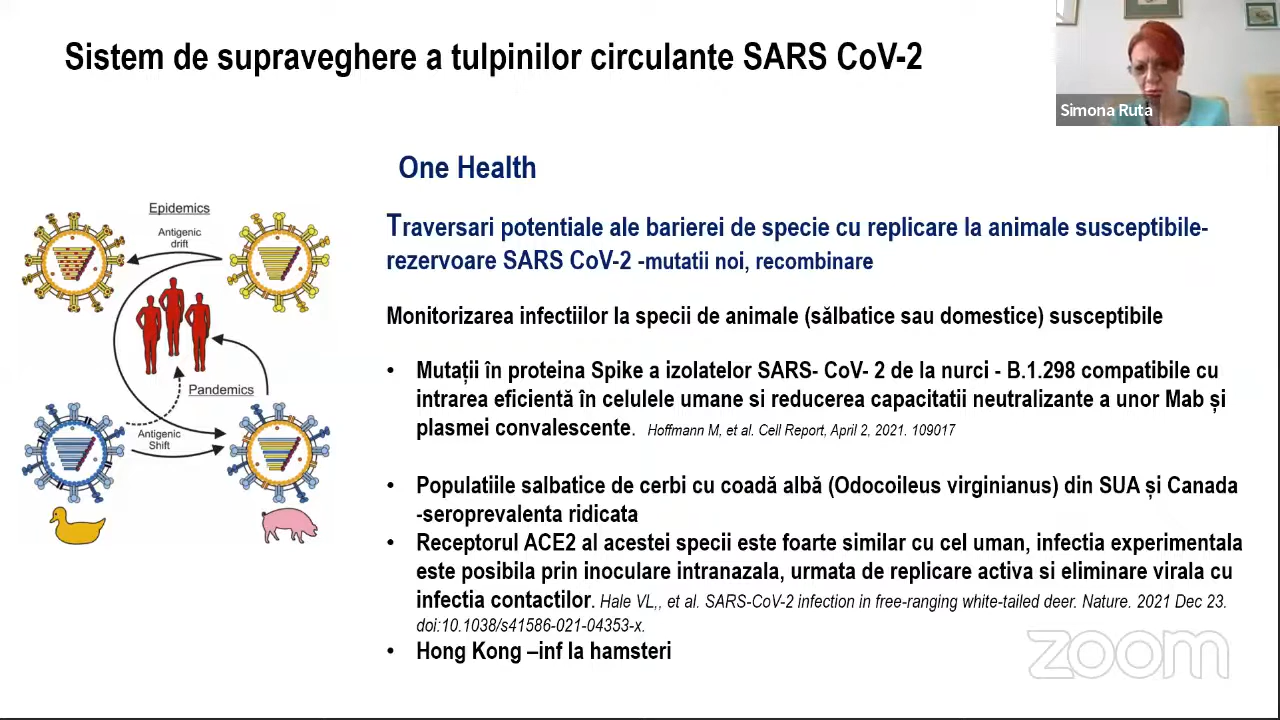 Sistem de supraveghere a tulpinilor circulante SARS CoV-2
Simona Ruta
One Health
Epidemics
Antigenic
drift
Pandemics
Antigenic
Shift
Traversari potentiale ale barierei de specie cu replicare la animale susceptibile-
rezervoare SARS CoV-2 -mutatii noi, recombinare
Monitorizarea infectiilor la specii de animale (sălbatice sau domestice) susceptibile
• Mutații în proteina Spike a izolatelor SARS- CoV- 2 de la nurci - B.1.298 compatibile cu
intrarea eficientă în celulele umane si reducerea capacitatii neutralizante a unor Mab și
plasmei convalescente. Hoffmann M, et al. Cell Report, April 2, 2021. 109017
• Populatiile salbatice de cerbi cu coadă albă (Odocoileus virginianus) din SUA și Canada
-seroprevalenta ridicata
• Receptorul ACE2 al acestei specii este foarte similar cu cel uman, infectia experimentala
este posibila prin inoculare intranazala, urmata de replicare activa si eliminare virala cu
infectia contactilor. Hale VL,, et al. SARS-CoV-2 infection in free-ranging white-tailed deer. Nature. 2021 Dec 23.
doi:10.1038/s41586-021-04353-x.
• Hong Kong –inf la hamsteri
zoom